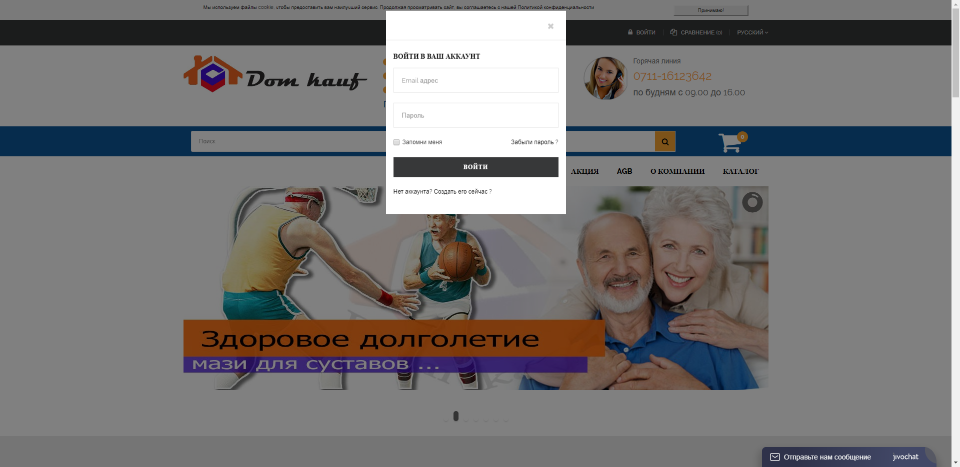 Мы используем файлы cookie, чтобы предоставить вам наилучший сервис. Продолжая просматривать сайт, вы соглашаетесь с нашей Политикой конфиденциальности
Принимаю!
ВОЙТИ
СРАВНЕНИЕ (0)
РУССКИЙ
Dom kauf
Горячая линия
0711-16123642
по будням с 09.00 до 16.00
ВОЙТИ В ВАШ АККАУНТ
Email адрес
Пароль
Запомни меня
Забыли пароль ?
ВОЙТИ
Нет аккаунта? Создать его сейчас ?
Поиск
0
АКЦИЯ
AGB
О КОМПАНИИ
КАТАЛОГ
Здоровое долголетие
мази для суставов ...
Отправьте нам сообщение
jivochat